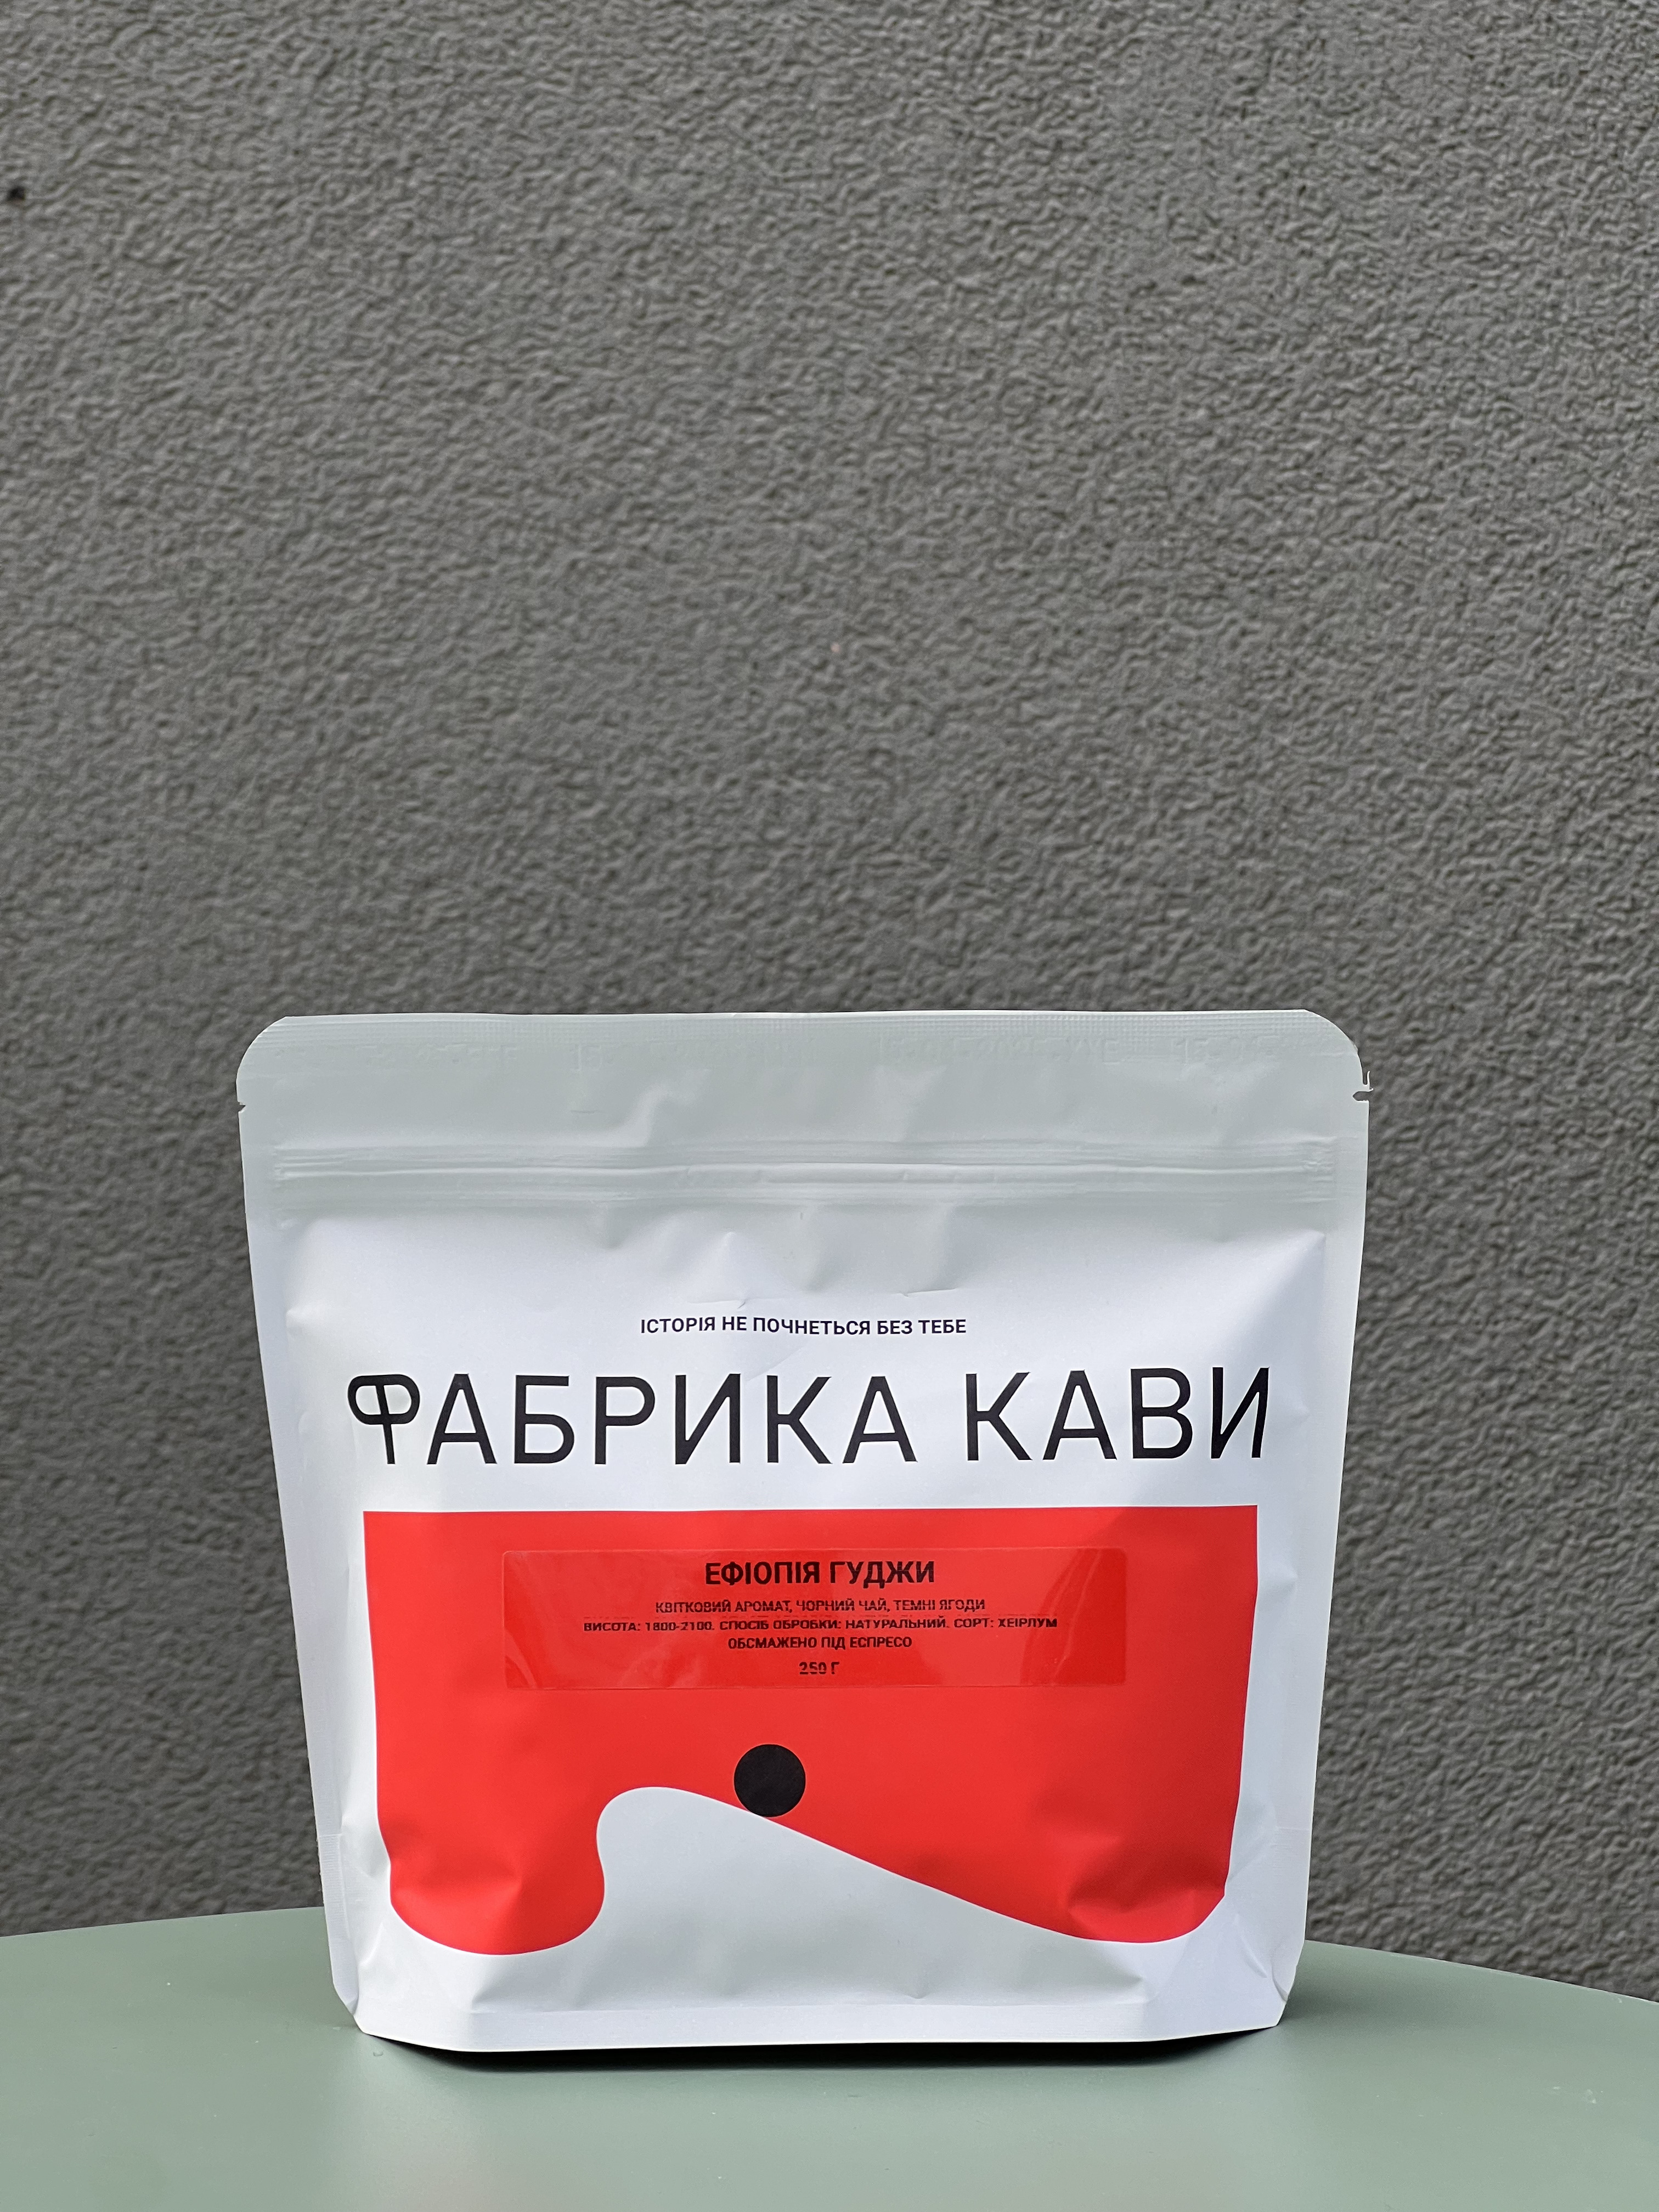 ІСТОРІЯ НЕ ПОЧНЕТЬСЯ БЕЗ ТЕБЕ
ФАБРИКА КАВИ
ЕФІОПІЯ ГУДЖИ
КВІТКОВИЙ АРОМАТ, ЧОРНИЙ ЧАЙ, ТЕМНІ ЯГОДИ
ВИСОТА: 1800-2100. СПОСІБ ОБРОБКИ: НАТУРАЛЬНИЙ. СОРТ: ХЕІРЛУМ
ОБСМАЖЕНО ПІД ЕСПРЕСО
250 Г